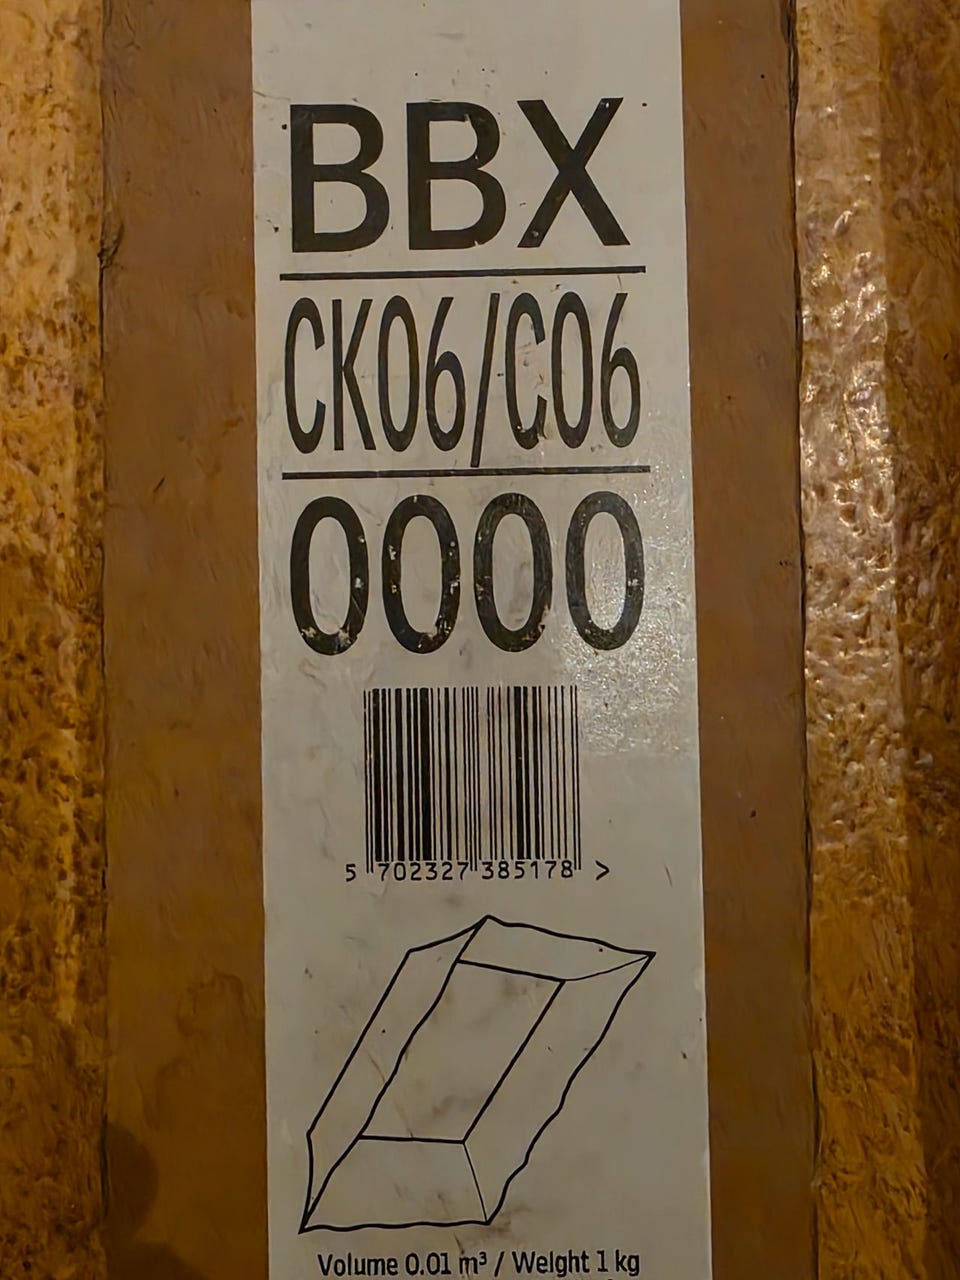 BBX
CK06/C06
0000
5 702327 385178 >
Volume 0.01 m³ / Weight 1 kg